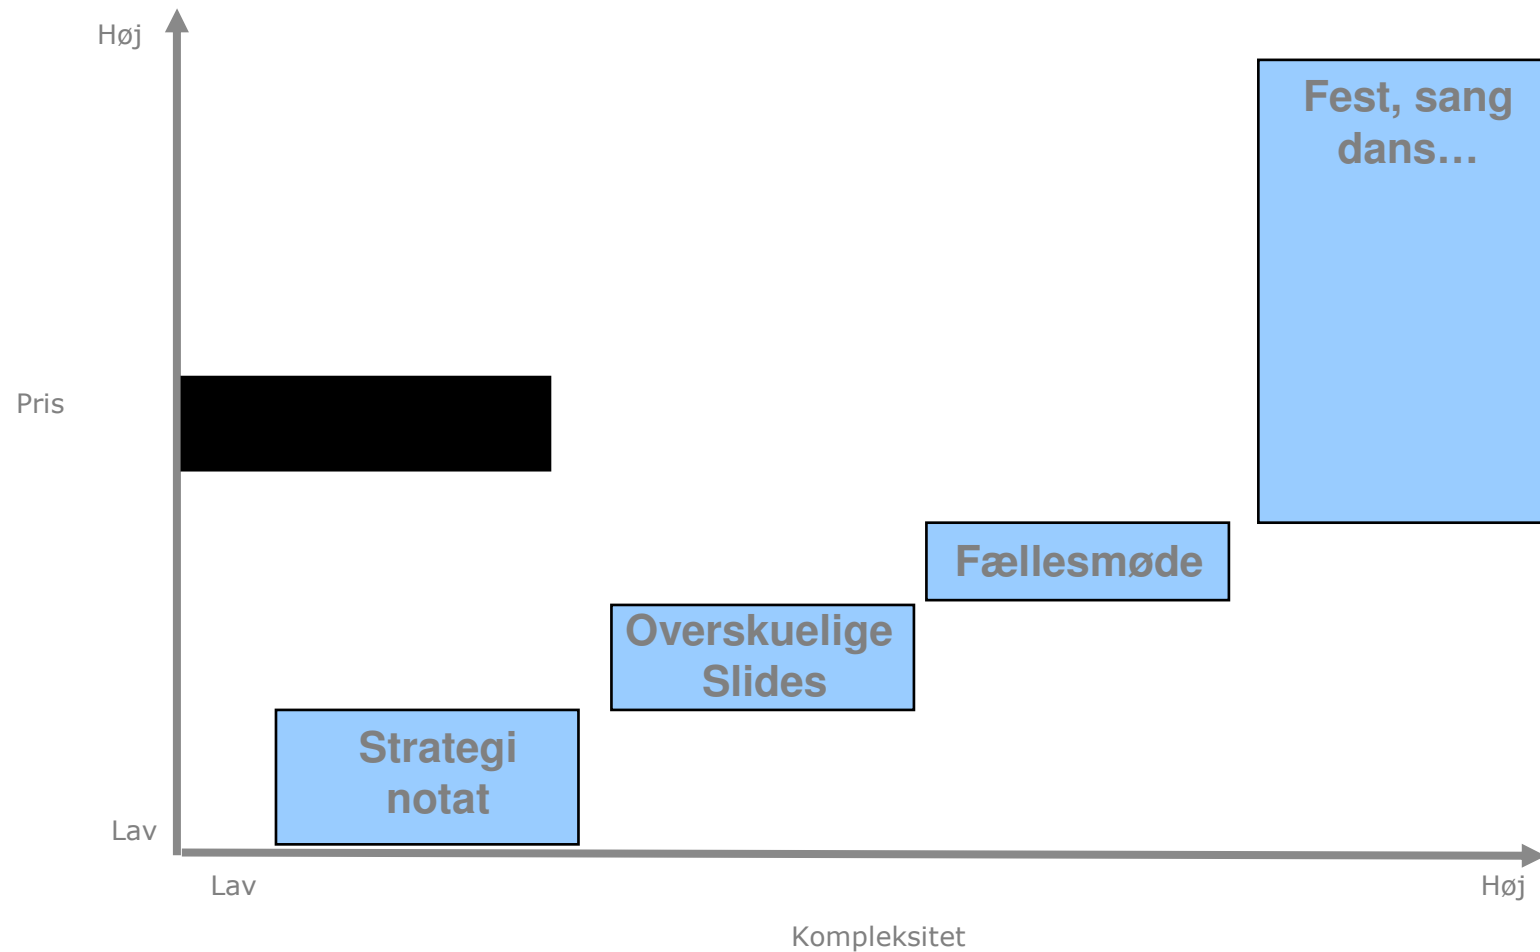 Høj
Fest, sang
dans…
Pris
Fællesmøde
Overskuelige
Slides
Strategi
notat
Lav
Lav
Høj
Kompleksitet